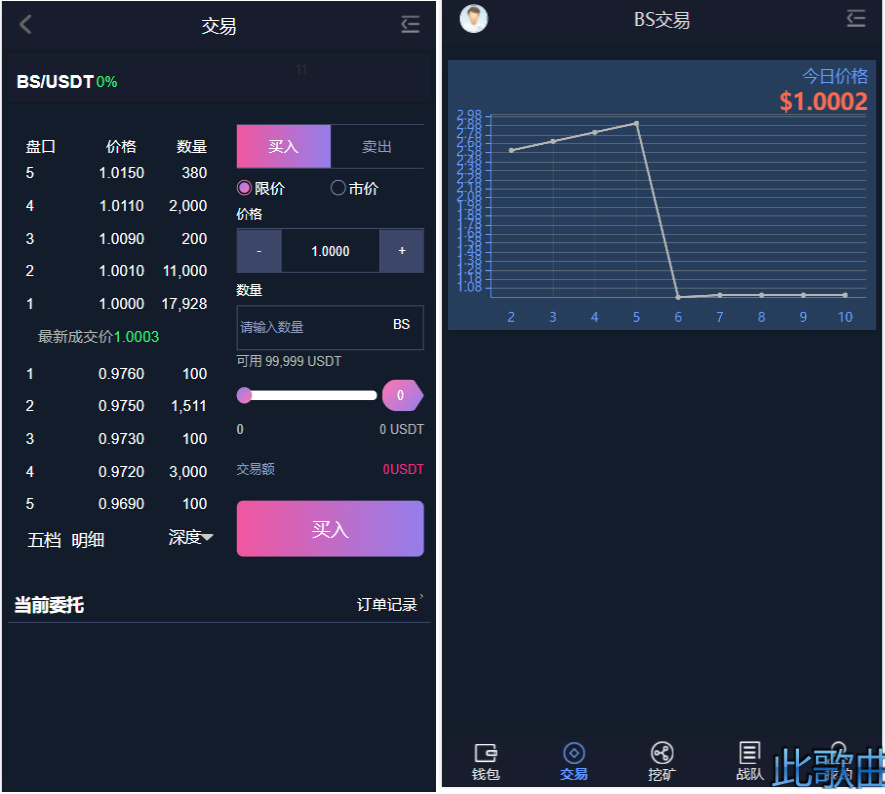 交易
11
BS/USDT 0%
盘口 价格 数量
5 1.0150 380
4 1.0110 2,000
3 1.0090 200
2 1.0010 11,000
1 1.0000 17,928
最新成交价1.0003
1 0.9760 100
2 0.9750 1,511
3 0.9730 100
4 0.9720 3,000
5 0.9690 100
五档 明细 深度
买入 卖出
限价 市价
价格
- 1.0000 +
数量
请输入数量 BS
可用 99,999 USDT
0
0 0 USDT
交易额 0USDT
买入
当前委托 订单记录
BS交易
今日价格
$1.0002
2.98
2.88
2.78
2.68
2.58
2.48
2.38
2.28
2.18
2.08
1.98
1.88
1.78
1.68
1.58
1.48
1.38
1.28
1.18
1.08
2 3 4 5 6 7 8 9 10
钱包 交易 挖矿 战队
此歌曲